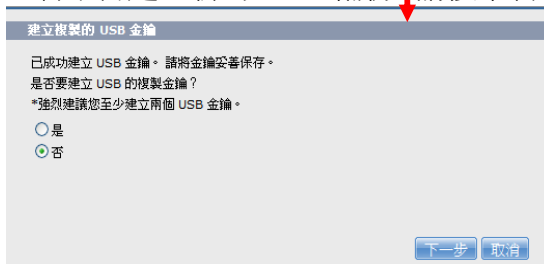 建立複製的 USB 金鑰
已成功建立 USB 金鑰。 請將金鑰妥善保存。
是否要建立 USB 的複製金鑰？
*強烈建議您至少建立兩個 USB 金鑰。
是
否
下一步 取消